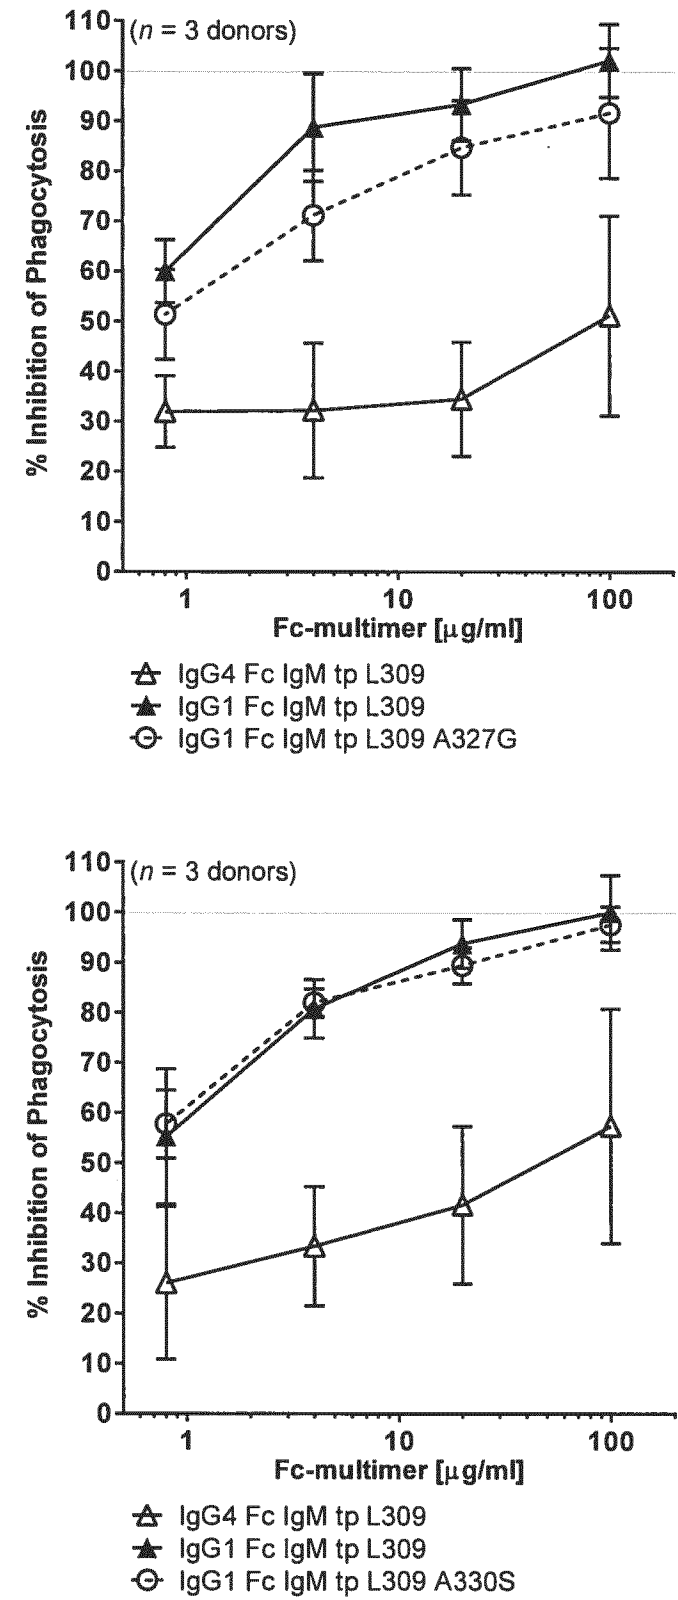 (n = 3 donors)
% Inhibition of Phagocytosis
110
100
90
80
70
60
50
40
30
20
10
0
1 10 100
Fc-multimer [µg/ml]
IgG4 Fc IgM tp L309
IgG1 Fc IgM tp L309
IgG1 Fc IgM tp L309 A327G
(n = 3 donors)
% Inhibition of Phagocytosis
110
100
90
80
70
60
50
40
30
20
10
0
1 10 100
Fc-multimer [µg/ml]
IgG4 Fc IgM tp L309
IgG1 Fc IgM tp L309
IgG1 Fc IgM tp L309 A330S